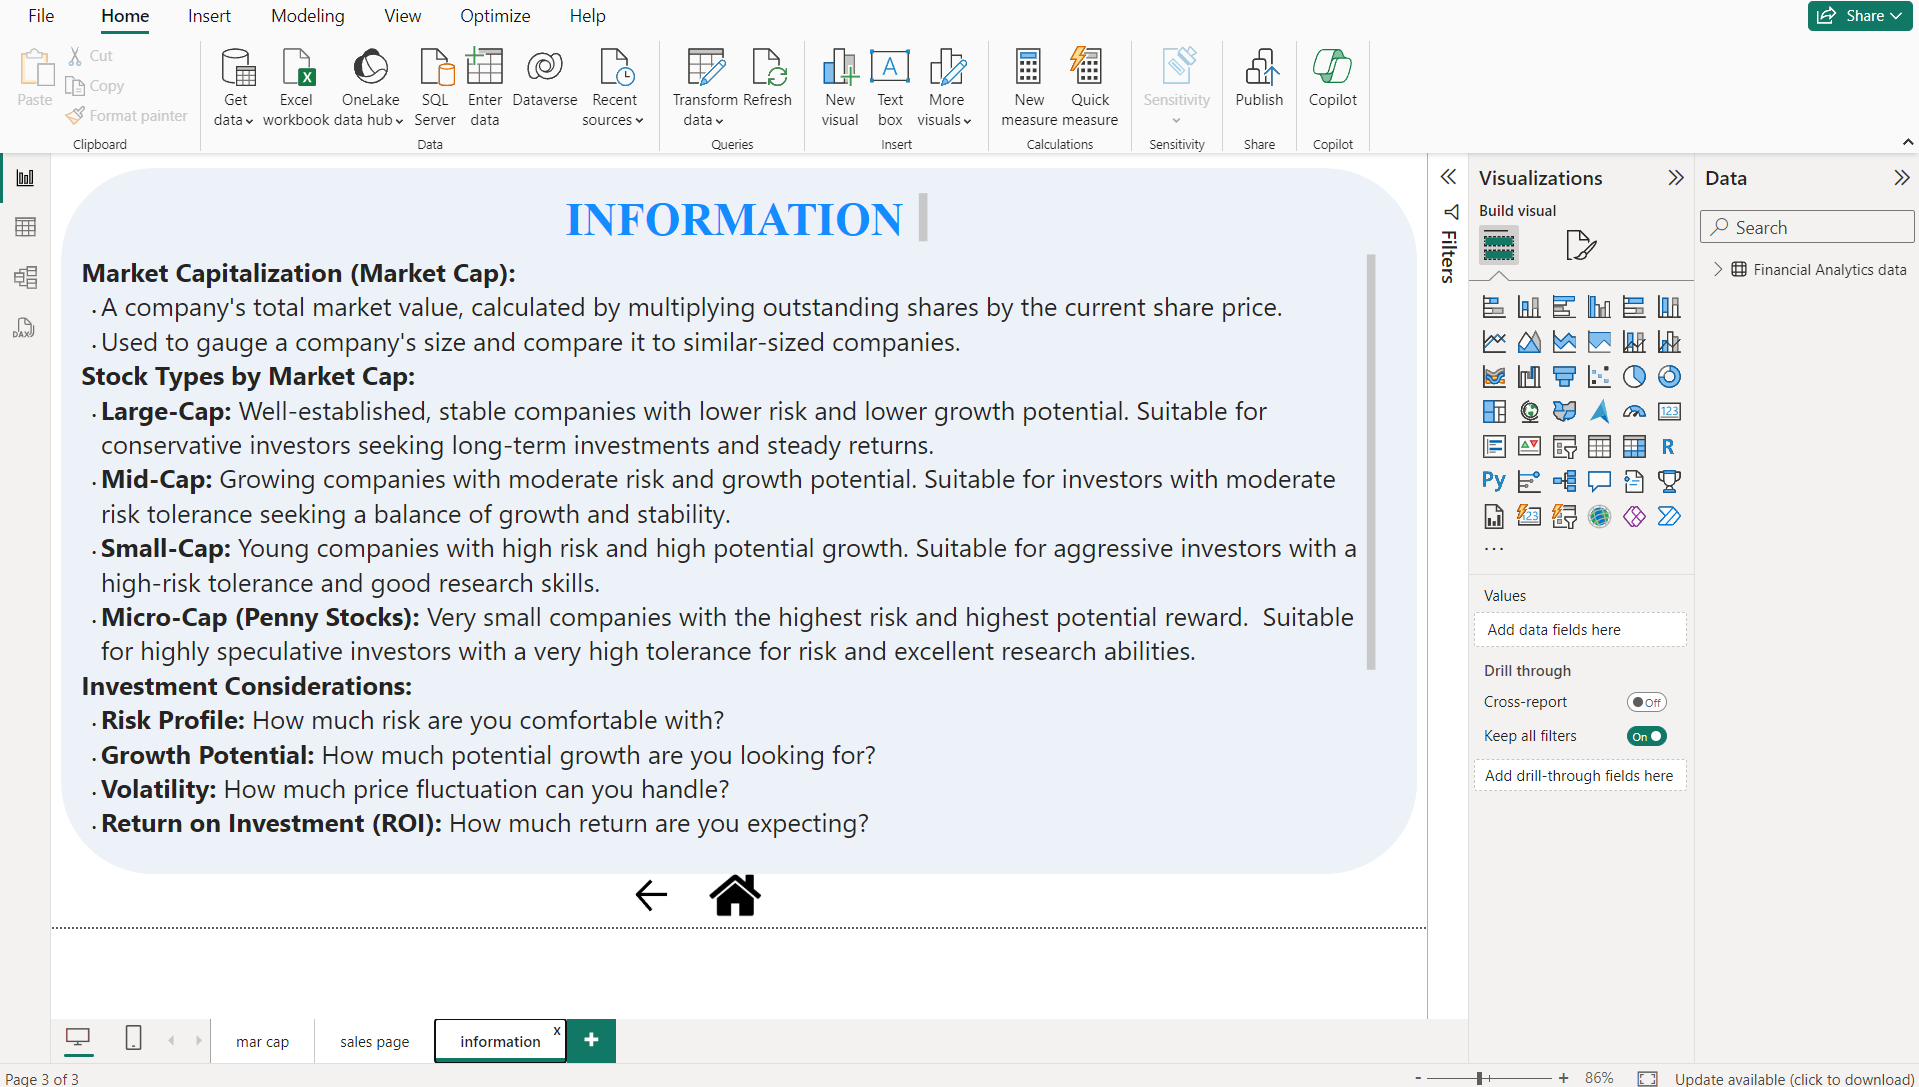 File Home Insert Modeling View Optimize Help Share
Paste Cut
Copy
Format painter
Get data Excel workbook OneLake data hub SQL Server Enter data Dataverse Recent sources Transform data Refresh New visual Text box More visuals New measure Quick measure Sensitivity Publish Copilot
Clipboard Data Queries Insert Calculations Sensitivity Share Copilot
INFORMATION
Market Capitalization (Market Cap):
· A company's total market value, calculated by multiplying outstanding shares by the current share price.
· Used to gauge a company's size and compare it to similar-sized companies.
Stock Types by Market Cap:
· Large-Cap: Well-established, stable companies with lower risk and lower growth potential. Suitable for
conservative investors seeking long-term investments and steady returns.
· Mid-Cap: Growing companies with moderate risk and growth potential. Suitable for investors with moderate
risk tolerance seeking a balance of growth and stability.
· Small-Cap: Young companies with high risk and high potential growth. Suitable for aggressive investors with a
high-risk tolerance and good research skills.
· Micro-Cap (Penny Stocks): Very small companies with the highest risk and highest potential reward.  Suitable
for highly speculative investors with a very high tolerance for risk and excellent research abilities.
Investment Considerations:
· Risk Profile: How much risk are you comfortable with?
· Growth Potential: How much potential growth are you looking for?
· Volatility: How much price fluctuation can you handle?
· Return on Investment (ROI): How much return are you expecting?
Filters
Visualizations
Build visual
123
R
Py
123
...
Values
Add data fields here
Drill through
Cross-report Off
Keep all filters On
Add drill-through fields here
Data
Search
Financial Analytics data
DAX
mar cap sales page information x +
Page 3 of 3
- + 86% Update available (click to download)